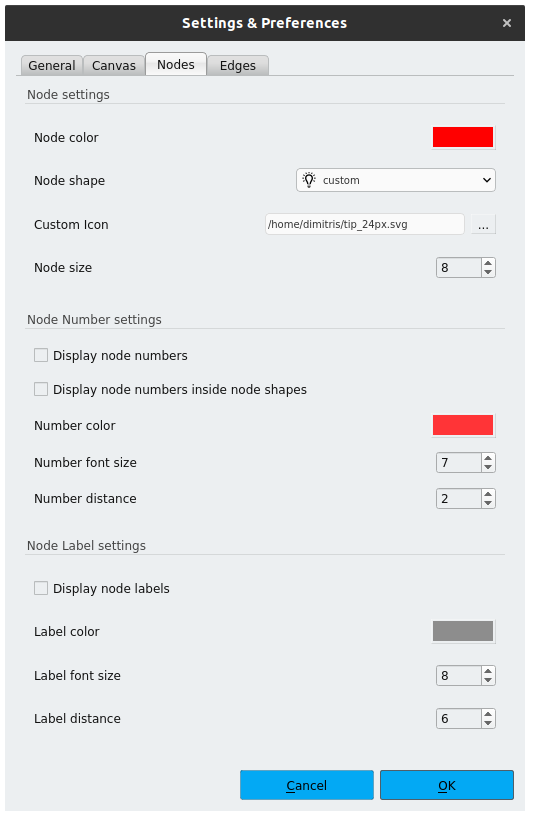 Settings & Preferences ×
General Canvas Nodes Edges
Node settings
Node color
Node shape custom
Custom Icon /home/dimitris/tip_24px.svg ...
Node size 8
Node Number settings
Display node numbers
Display node numbers inside node shapes
Number color
Number font size 7
Number distance 2
Node Label settings
Display node labels
Label color
Label font size 8
Label distance 6
Cancel OK